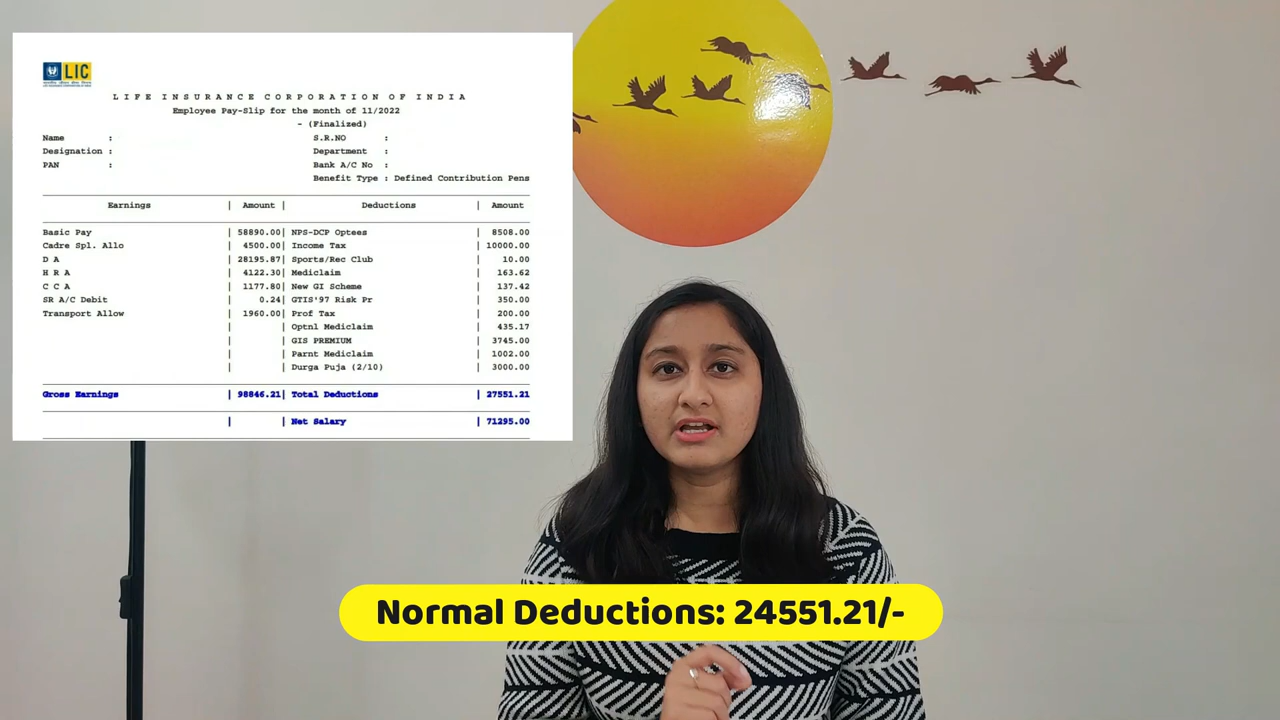 LIC
LIFE INSURANCE CORPORATION OF INDIA
Employee Pay-Slip for the month of 11/2022
- (Finalized)
Name : S.R.NO :
Designation : Department :
PAN : Bank A/C No :
Benefit Type : Defined Contribution Pens
Earnings | Amount | Deductions | Amount
Basic Pay | 58890.00| NPS-DCP Optees | 8508.00
Cadre Spl. Allo | 4500.00| Income Tax | 10000.00
D A | 28195.87| Sports/Rec Club | 10.00
H R A | 4122.30| Mediclaim | 163.62
C C A | 1177.80| New GI Scheme | 137.42
SR A/C Debit | 0.24| GTIS'97 Risk Pr | 350.00
Transport Allow | 1960.00| Prof Tax | 200.00
| | Optnl Mediclaim | 435.17
| | GIS PREMIUM | 3745.00
| | Parnt Mediclaim | 1002.00
| | Durga Puja (2/10) | 3000.00
Gross Earnings | 98846.21| Total Deductions | 27551.21
| | Net Salary | 71295.00
Normal Deductions: 24551.21/-